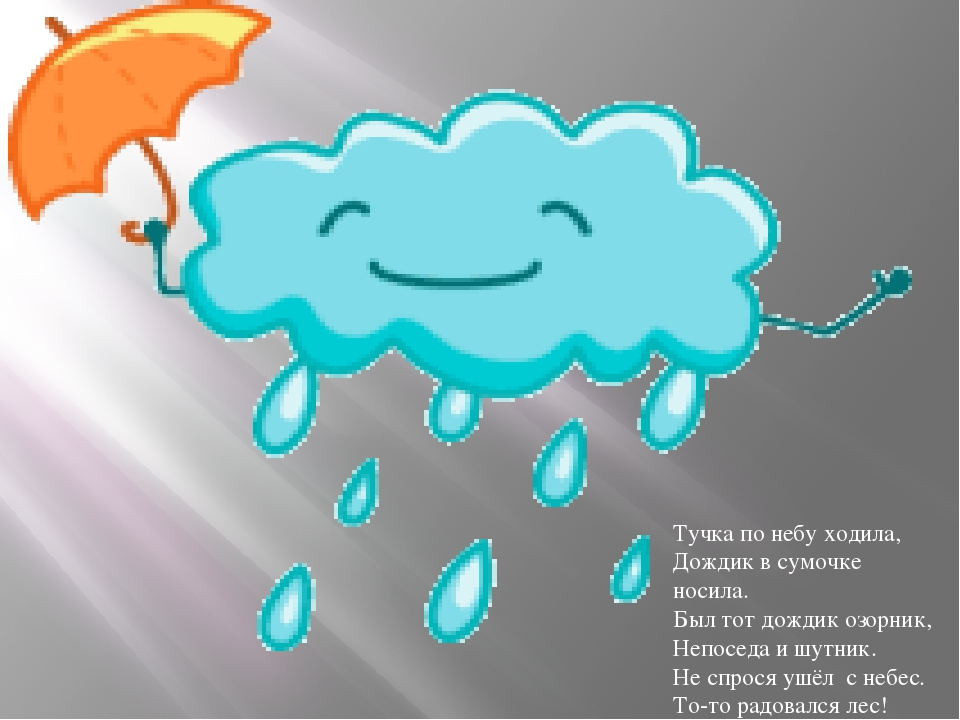 Тучка по небу ходила,
Дождик в сумочке
носила.
Был тот дождик озорник,
Непоседа и шутник.
Не спрося ушёл  с небес.
То-то радовался лес!